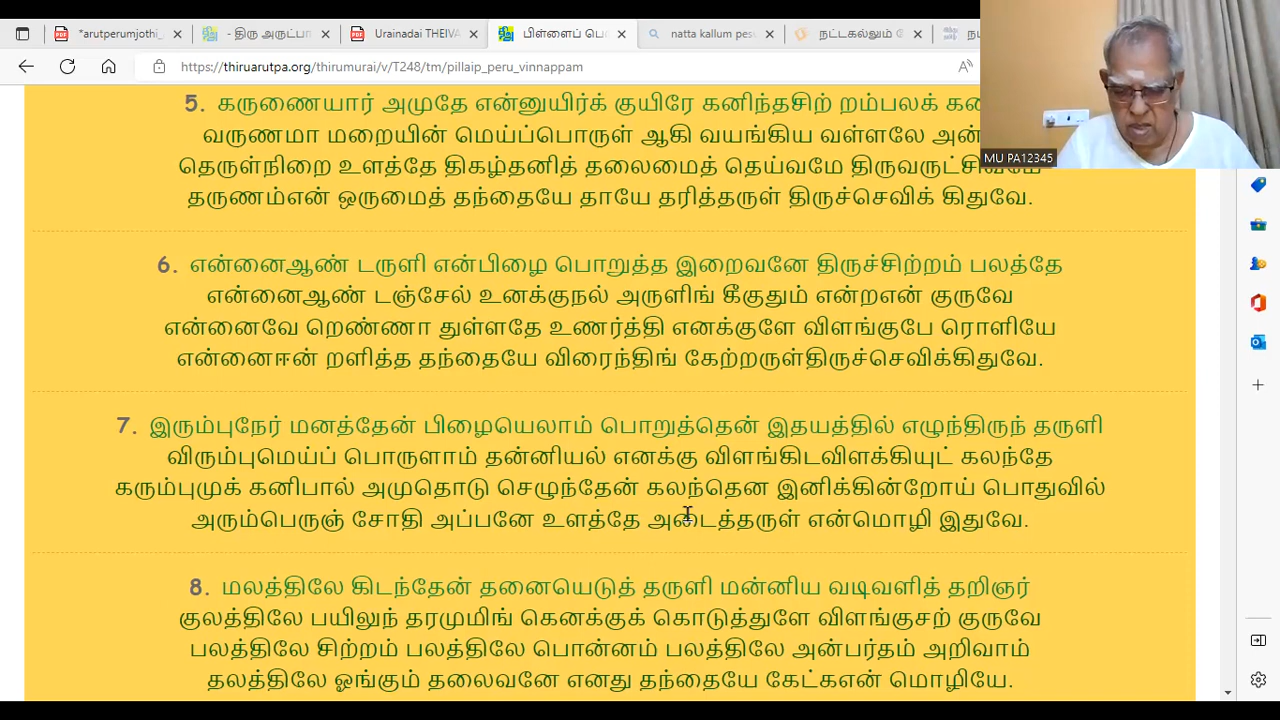 *arutperumjothi_
- திரு அருட்பா
Urainadai THEIVA
பிள்ளைப் பெ
natta kallum pes
நட்டகல்லும்
https://thiruarutpa.org/thirumurai/v/T248/tm/pillaip_peru_vinnappam
MU PA12345
5. கருணையார் அமுதே என்னுயிர்க் குயிரே கனிந்தசிற் றம்பலக்
வருணமா மறையின் மெய்ப்பொருள் ஆகி வயங்கிய வள்ளலே
தெருள்நிறை உளத்தே திகழ்தனித் தலைமைத் தெய்வமே திருவருட்சிவமே
தருணம்என் ஒருமைத் தந்தையே தாயே தரித்தருள் திருச்செவிக் கிதுவே.
6. என்னைஆண் டருளி என்பிழை பொறுத்த இறைவனே திருச்சிற்றம் பலத்தே
என்னைஆண் டஞ்சேல் உனக்குநல் அருளிங் கீகுதும் என்றஎன் குருவே
என்னைவே றெண்ணா துள்ளதே உணர்த்தி எனக்குளே விளங்குபே ரொளியே
என்னைஈன் றளித்த தந்தையே விரைந்திங் கேற்றருள்திருச்செவிக்கிதுவே.
7. இரும்புநேர் மனத்தேன் பிழையெலாம் பொறுத்தென் இதயத்தில் எழுந்திருந் தருளி
விரும்புமெய்ப் பொருளாம் தன்னியல் எனக்கு விளங்கிடவிளக்கியுட் கலந்தே
கரும்புமுக் கனிபால் அமுதொடு செழுந்தேன் கலந்தென இனிக்கின்றோய் பொதுவில்
அரும்பெருஞ் சோதி அப்பனே உளத்தே அடைத்தருள் என்மொழி இதுவே.
8. மலத்திலே கிடந்தேன் தனையெடுத் தருளி மன்னிய வடிவளித் தறிஞர்
குலத்திலே பயிலுந் தரமுமிங் கெனக்குக் கொடுத்துளே விளங்குசற் குருவே
பலத்திலே சிற்றம் பலத்திலே பொன்னம் பலத்திலே அன்பர்தம் அறிவாம்
தலத்திலே ஓங்கும் தலைவனே எனது தந்தையே கேட்கஎன் மொழியே.